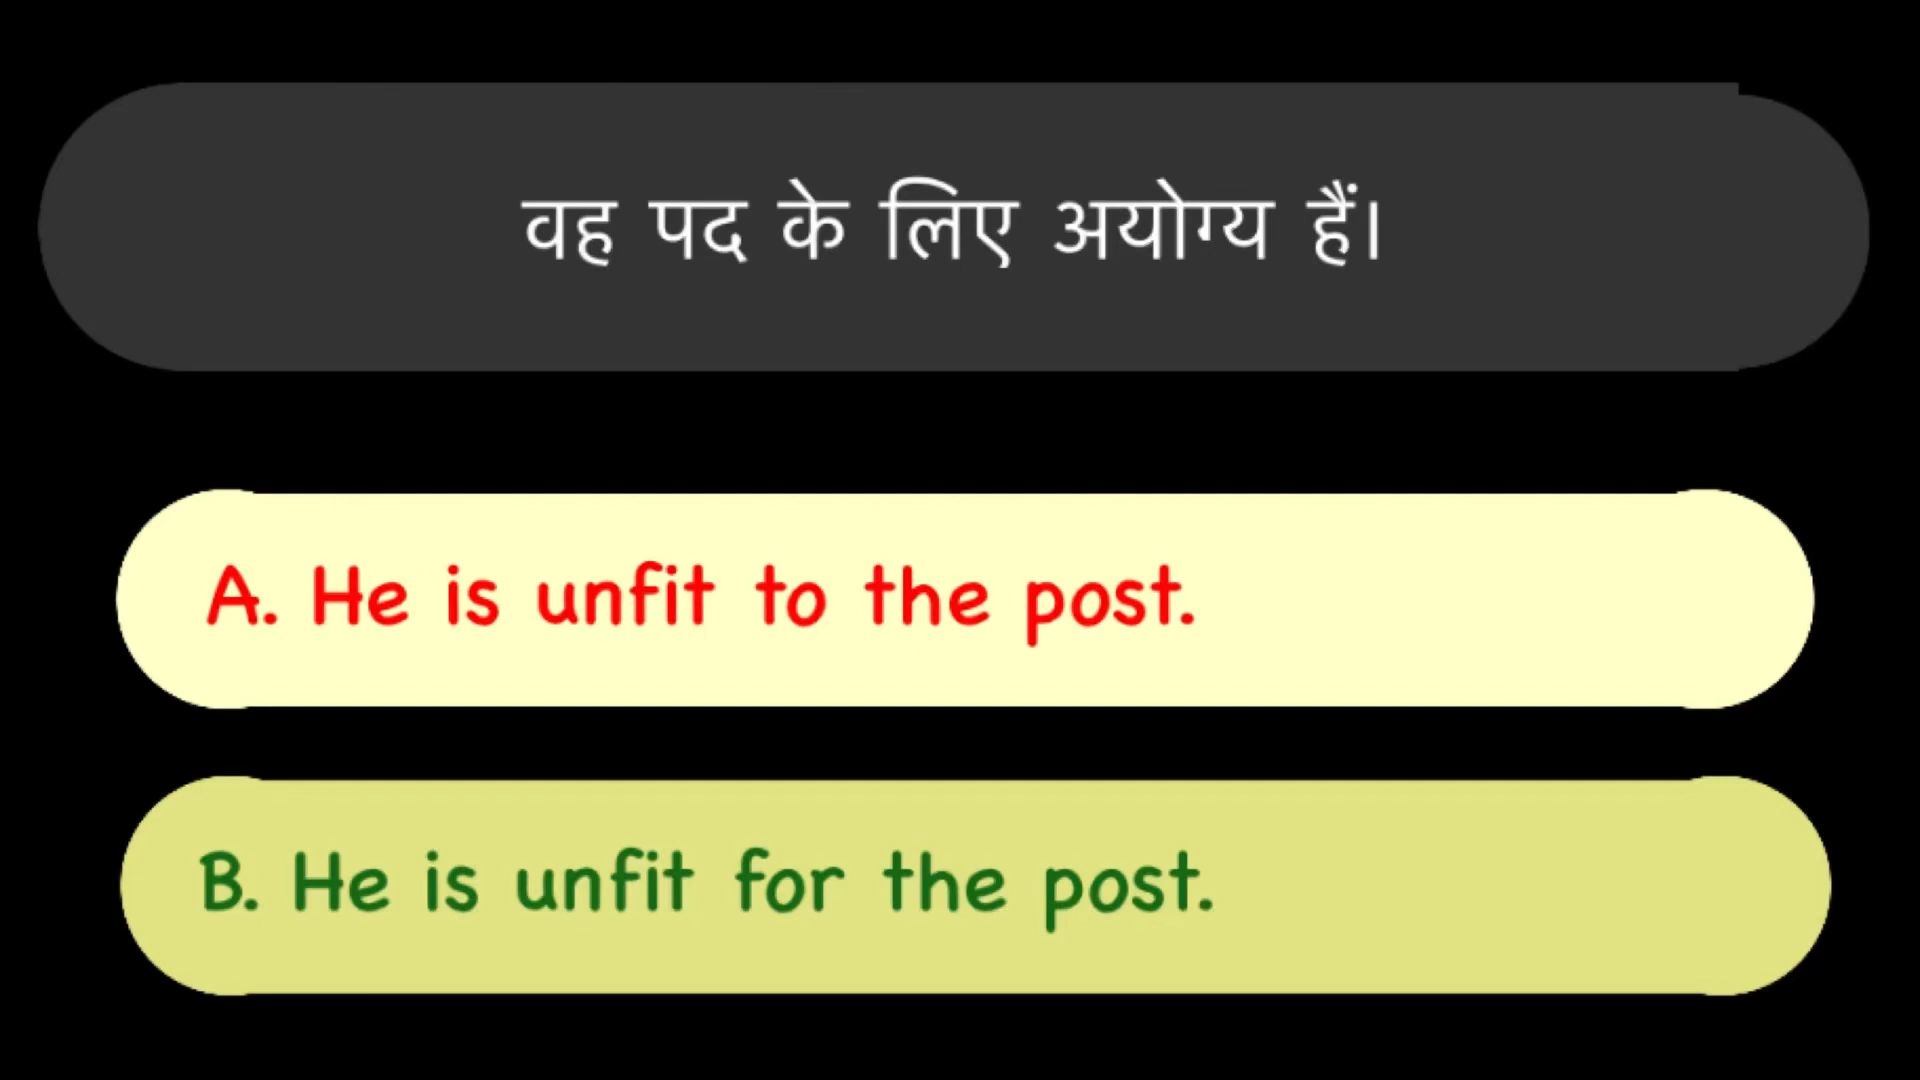 वह पद के लिए अयोग्य हैं।
A. He is unfit to the post.
B. He is unfit for the post.